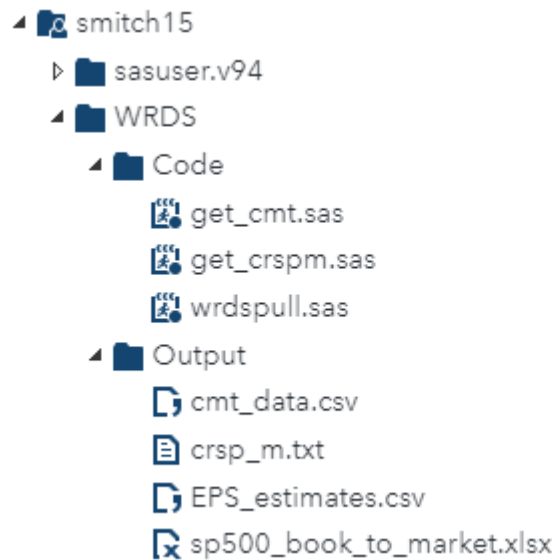 smitch15
sasuser.v94
WRDS
Code
get_cmt.sas
get_crspm.sas
wrdspull.sas
Output
cmt_data.csv
crsp_m.txt
EPS_estimates.csv
sp500_book_to_market.xlsx